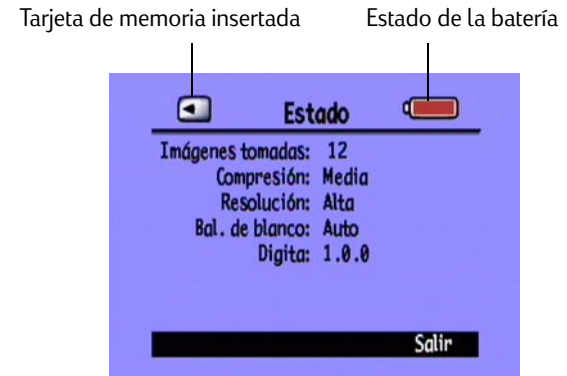 Tarjeta de memoria insertada
Estado de la batería
Estado
Imágenes tomadas: 12
Compresión: Media
Resolución: Alta
Bal. de blanco: Auto
Digita: 1.0.0
Salir